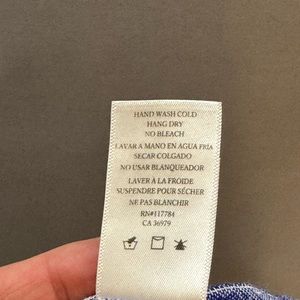 HAND WASH COLD
HANG DRY
NO BLEACH
LAVAR A MANO EN AGUA FRIA
SECAR COLGADO
NO USAR BLANQUEADOR
LAVER A LA FROIDE
SUSPENDRE POUR SÉCHER
NE PAS BLANCHIR
RN#117784
CA 36979